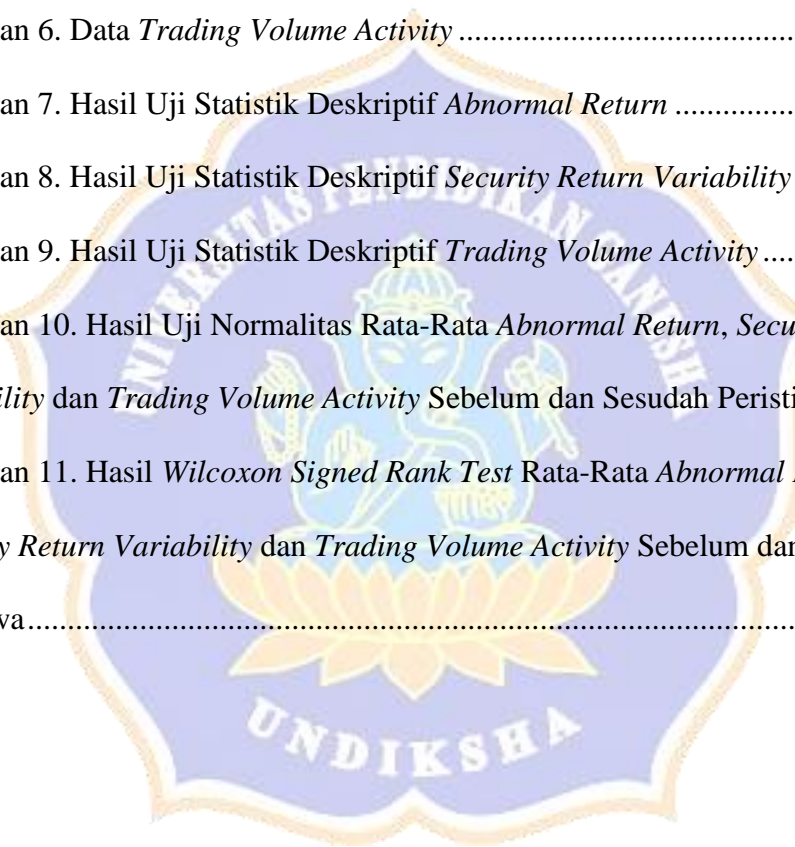 an 6. Data Trading Volume Activity ..........................................
an 7. Hasil Uji Statistik Deskriptif Abnormal Return ...............
an 8. Hasil Uji Statistik Deskriptif Security Return Variability
an 9. Hasil Uji Statistik Deskriptif Trading Volume Activity ....
an 10. Hasil Uji Normalitas Rata-Rata Abnormal Return, Secu
ility dan Trading Volume Activity Sebelum dan Sesudah Peristi
an 11. Hasil Wilcoxon Signed Rank Test Rata-Rata Abnormal
y Return Variability dan Trading Volume Activity Sebelum dan
va................................................................................................
UNIVERSITAS PENDIDIKAN GANESH
UNDIKSHA